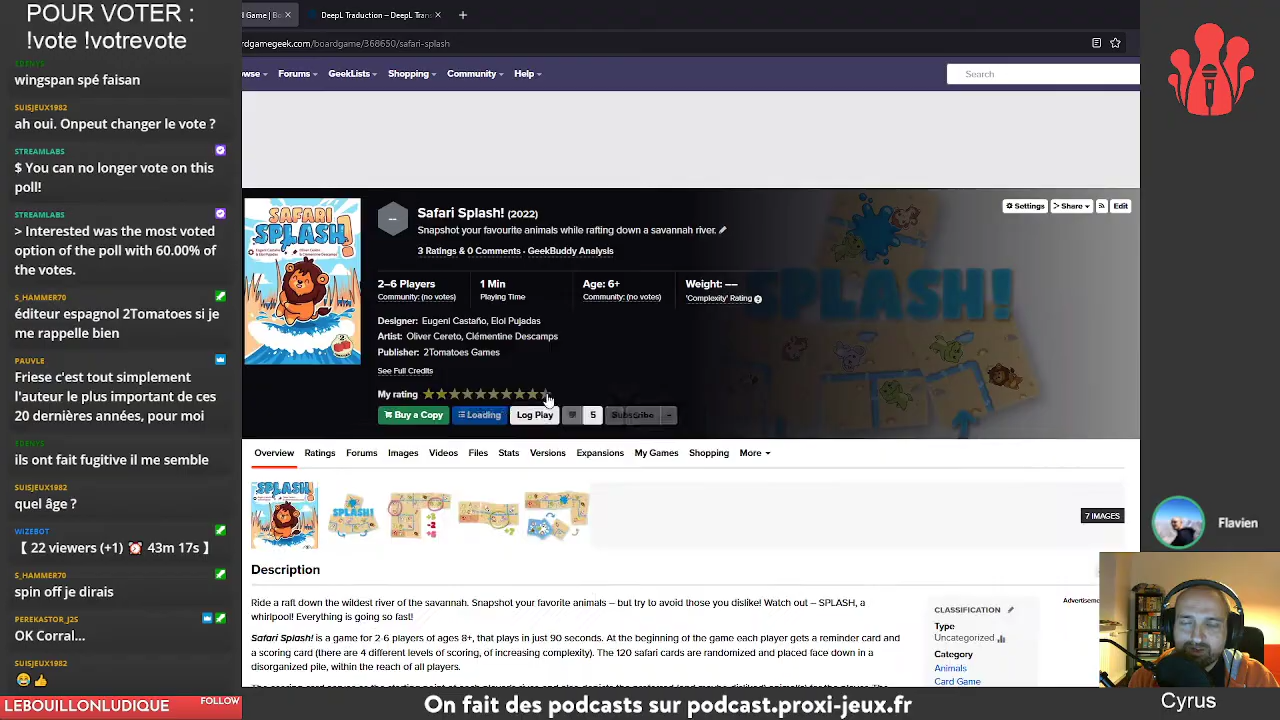 POUR VOTER :
!vote !votrevote
EDENYS
wingspan spé faisan
SUISJEUX1982
ah oui. Onpeut changer le vote ?
STREAMLABS
$ You can no longer vote on this
poll!
STREAMLABS
> Interested was the most voted
option of the poll with 60.00% of
the votes.
S_HAMMER70
éditeur espagnol 2Tomatoes si je
me rappelle bien
PAUVLE
Friese c'est tout simplement
l'auteur le plus important de ces
20 dernières années, pour moi
EDENYS
ils ont fait fugitive il me semble
SUISJEUX1982
quel âge ?
WIZEBOT
【 22 viewers (+1) ⏰ 43m 17s 】
S_HAMMER70
spin off je dirais
PEREKASTOR_J2S
OK Corral...
SUISJEUX1982
😂👍
LEBOUILLONLUDIQUE
FOLLOW
Game | Bo
DeepL Traduction – DeepL Trans
rdgamegeek.com/boardgame/368650/safari-splash
wse Forums GeekLists Shopping Community Help
Search
SAFARI
SPLASH!
Safari Splash! (2022)
Snapshot your favourite animals while rafting down a savannah river.
3 Ratings & 0 Comments · GeekBuddy Analysis
Settings Share Edit
2–6 Players
Community: (no votes)
1 Min
Playing Time
Age: 6+
Community: (no votes)
Weight: ––
'Complexity' Rating
Designer: Eugeni Castaño, Eloi Pujadas
Artist: Oliver Cereto, Clémentine Descamps
Publisher: 2Tomatoes Games
See Full Credits
My rating
Buy a Copy Loading Log Play 5 Subscribe
SPLASH!
Overview Ratings Forums Images Videos Files Stats Versions Expansions My Games Shopping More
SPLASH!
SPLASH!
7 IMAGES
Description
Ride a raft down the wildest river of the savannah. Snapshot your favorite animals – but try to avoid those you dislike! Watch out – SPLASH, a
whirlpool! Everything is going so fast!
Safari Splash! is a game for 2-6 players of ages 8+, that plays in just 90 seconds. At the beginning of the game each player gets a reminder card and
a scoring card (there are 4 different levels of scoring, of increasing complexity). The 120 safari cards are randomized and placed face down in a
disorganized pile, within the reach of all players.
CLASSIFICATION
Type
Uncategorized
Category
Animals
Card Game
Advertiseme
Flavien
Cyrus
On fait des podcasts sur podcast.proxi-jeux.fr